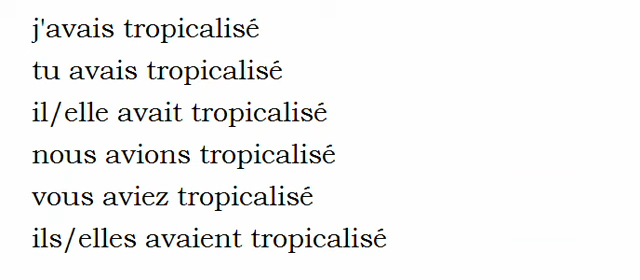 j'avais tropicalisé
tu avais tropicalisé
il/elle avait tropicalisé
nous avions tropicalisé
vous aviez tropicalisé
ils/elles avaient tropicalisé